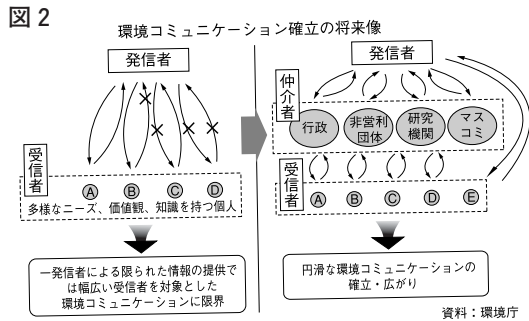 図2
環境コミュニケーション確立の将来像
発信者
受信者
A B C D
多様なニーズ、価値観、知識を持つ個人
一発信者による限られた情報の提供で
は幅広い受信者を対象とした
環境コミュニケーションに限界
発信者
仲介者
行政
非営利
団体
研究
機関
マス
コミ
受信者
A B C D E
円滑な環境コミュニケーションの
確立・広がり
資料：環境庁